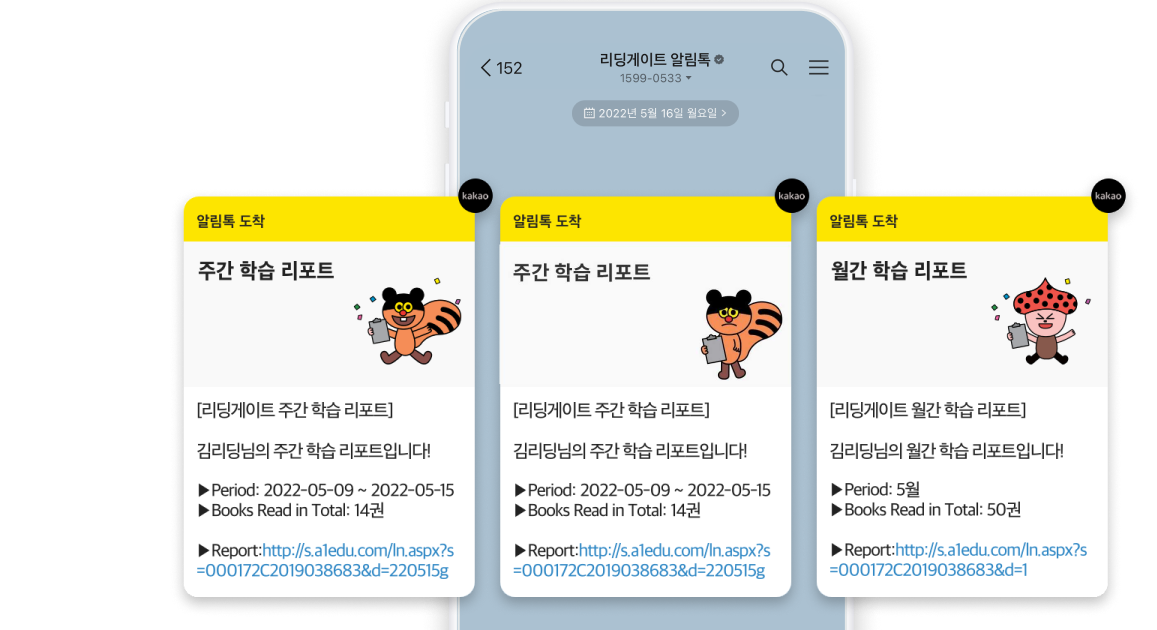 152
리딩게이트 알림톡
1599-0533
2022년 5월 16일 월요일
kakao
알림톡 도착
주간 학습 리포트
[리딩게이트 주간 학습 리포트]
김리딩님의 주간 학습 리포트입니다!
▶Period: 2022-05-09 ~ 2022-05-15
▶Books Read in Total: 14권
▶Report:http://s.a1edu.com/ln.aspx?s
=000172C2019038683&d=220515g
kakao
알림톡 도착
주간 학습 리포트
[리딩게이트 주간 학습 리포트]
김리딩님의 주간 학습 리포트입니다!
▶Period: 2022-05-09 ~ 2022-05-15
▶Books Read in Total: 14권
▶Report:http://s.a1edu.com/ln.aspx?s
=000172C2019038683&d=220515g
kakao
알림톡 도착
월간 학습 리포트
[리딩게이트 월간 학습 리포트]
김리딩님의 월간 학습 리포트입니다!
▶Period: 5월
▶Books Read in Total: 50권
▶Report:http://s.a1edu.com/ln.aspx?s
=000172C2019038683&d=1